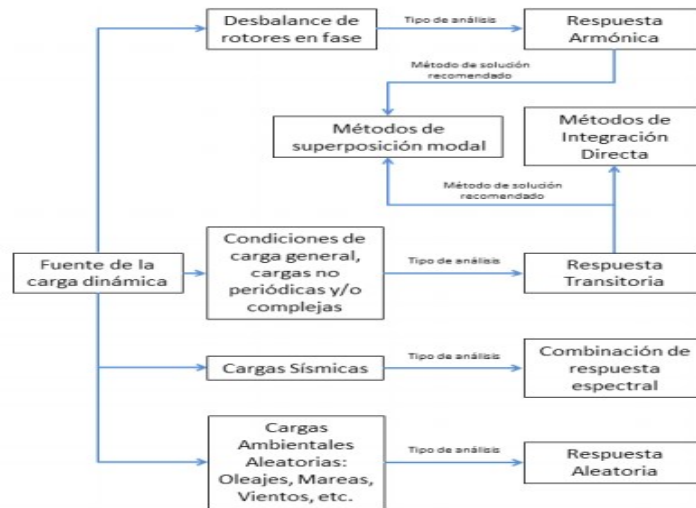 Desbalance de
rotores en fase
Tipo de análisis
Respuesta
Armónica
Método de solución
recomendado
Métodos de
superposición modal
Métodos de
Integración
Directa
Método de solución
recomendado
Fuente de la
carga dinámica
Condiciones de
carga general,
cargas no
periódicas y/o
complejas
Tipo de análisis
Respuesta
Transitoria
Cargas Sísmicas
Tipo de análisis
Combinación de
respuesta
espectral
Cargas
Ambientales
Aleatorias:
Oleajes, Mareas,
Vientos, etc.
Tipo de análisis
Respuesta
Aleatoria